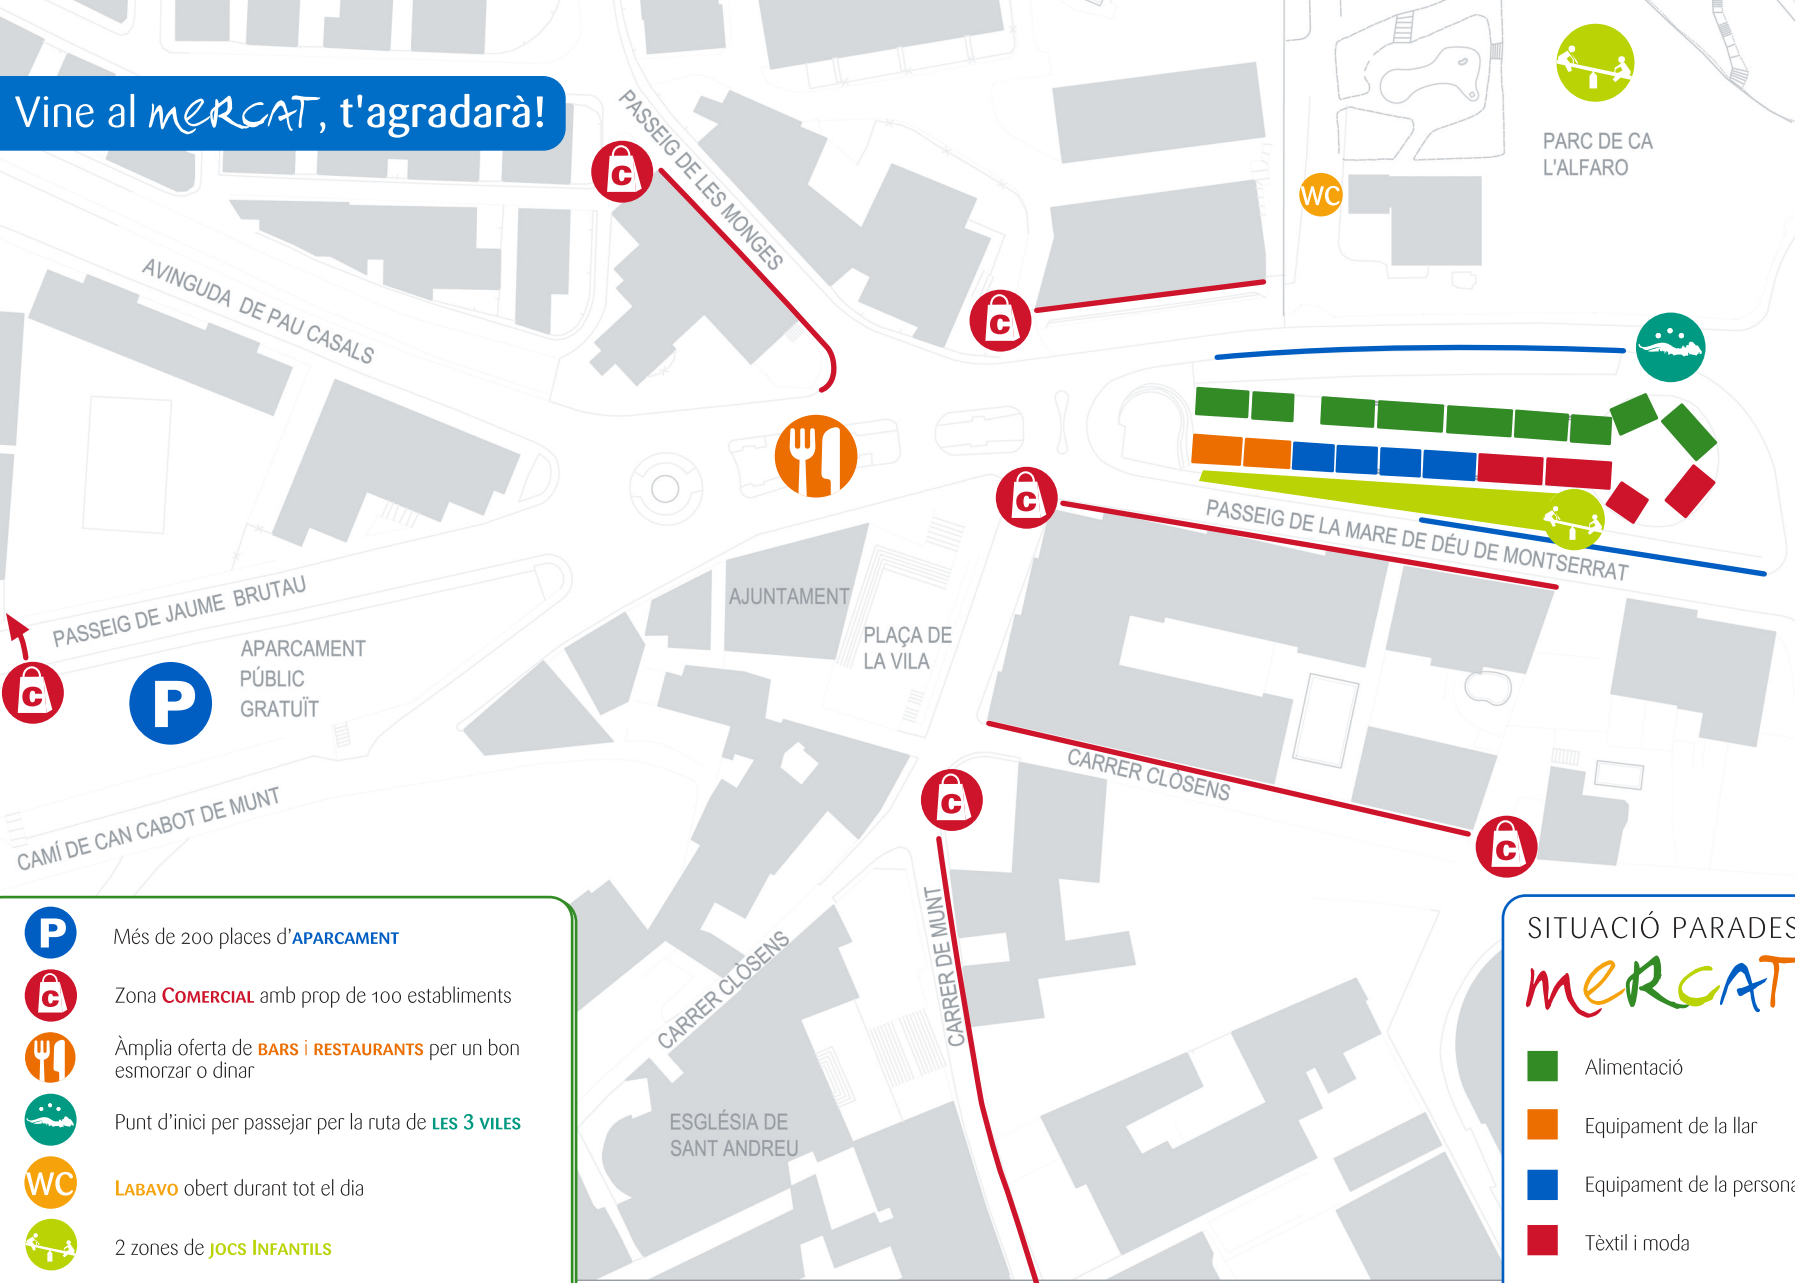 Vine al mercat, t'agradarà!
PASSEIG DE LES MONGES
PARC DE CA
L'ALFARO
WC
AVINGUDA DE PAU CASALS
C
C
C
PASSEIG DE LA MARE DE DÉU DE MONTSERRAT
AJUNTAMENT
PLAÇA DE
LA VILA
PASSEIG DE JAUME BRUTAU
APARCAMENT
PÚBLIC
GRATUÏT
C
P
CARRER CLÒSENS
C
C
CAMÍ DE CAN CABOT DE MUNT
CARRER CLÒSENS
CARRER DE MUNT
ESGLÉSIA DE
SANT ANDREU
P
Més de 200 places d'APARCAMENT
C
Zona COMERCIAL amb prop de 100 establiments
Àmplia oferta de BARS i RESTAURANTS per un bon
esmorzar o dinar
Punt d'inici per passejar per la ruta de LES 3 VILES
WC
LABAVO obert durant tot el dia
2 zones de JOCS INFANTILS
SITUACIÓ PARADES
mercat
Alimentació
Equipament de la llar
Equipament de la persona
Tèxtil i moda